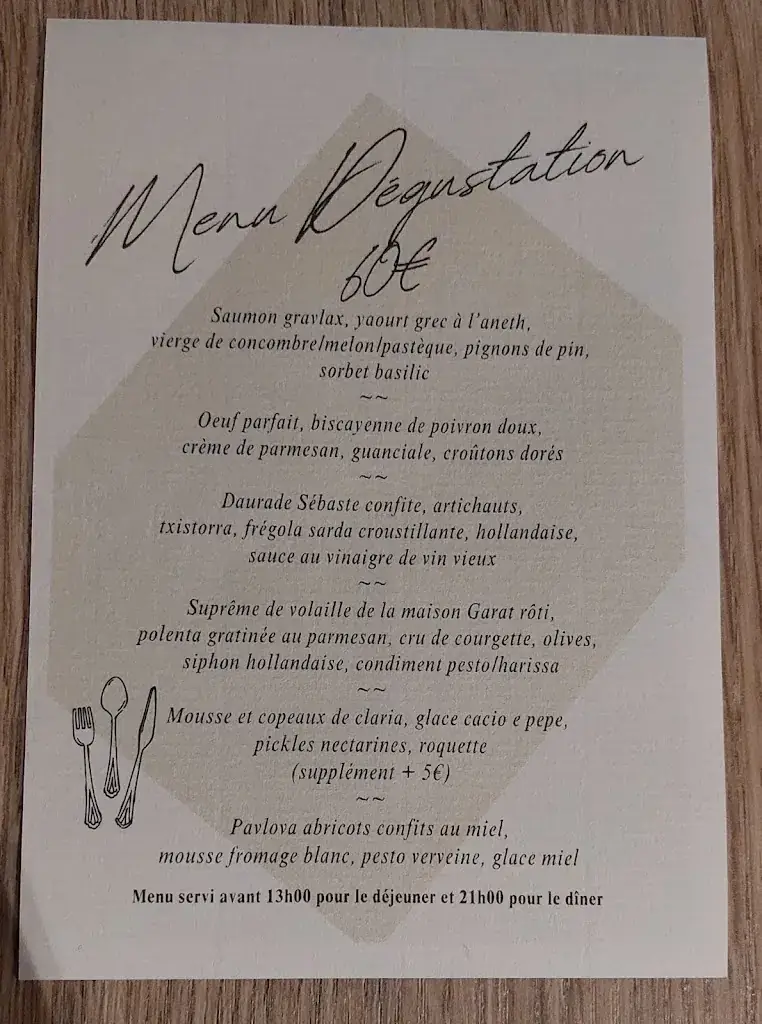 Menu Dégustation
60€
Saumon gravlax, yaourt grec à l'aneth,
vierge de concombre/melon/pastèque, pignons de pin,
sorbet basilic
~~
Oeuf parfait, biscayenne de poivron doux,
crème de parmesan, guanciale, croûtons dorés
~~
Daurade Sébaste confite, artichauts,
txistorra, frégola sarda croustillante, hollandaise,
sauce au vinaigre de vin vieux
~~
Suprême de volaille de la maison Garat rôti,
polenta gratinée au parmesan, cru de courgette, olives,
siphon hollandaise, condiment pesto/harissa
~~
Mousse et copeaux de claria, glace cacio e pepe,
pickles nectarines, roquette
(supplément + 5€)
~~
Pavlova abricots confits au miel,
mousse fromage blanc, pesto verveine, glace miel
Menu servi avant 13h00 pour le déjeuner et 21h00 pour le dîner